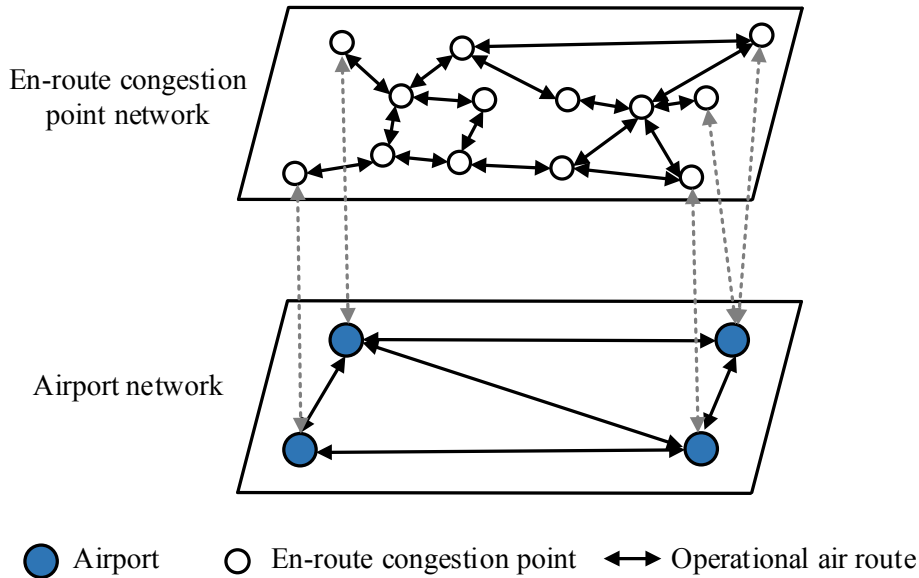 En-route congestion
point network
Airport network
Airport
En-route congestion point
Operational air route